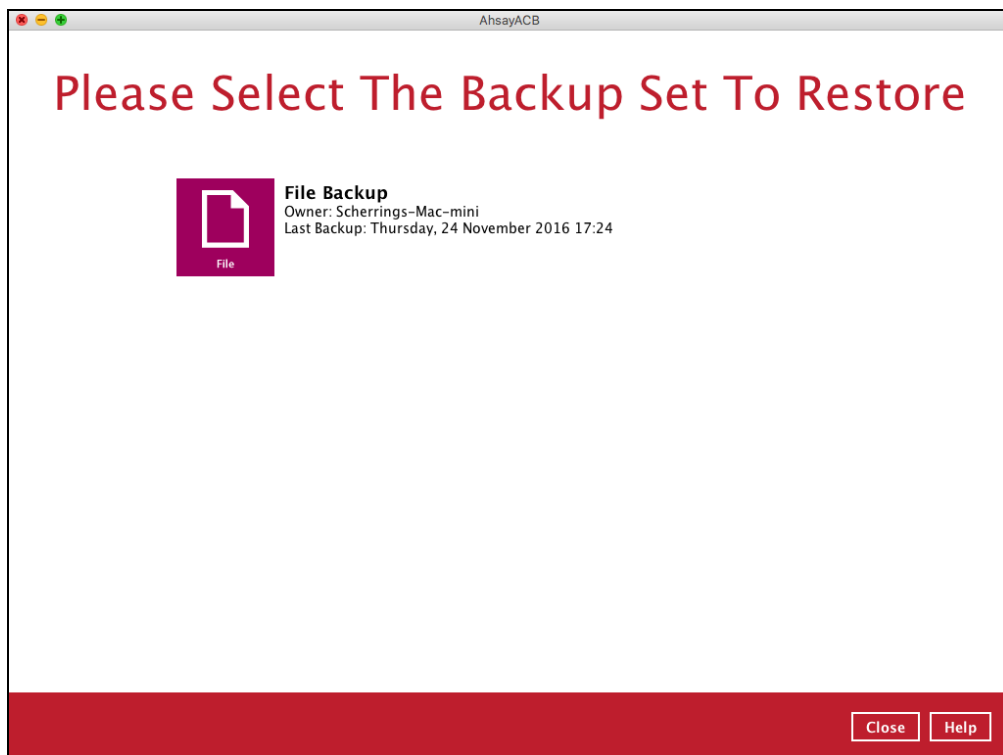 AhsayACB
Please Select The Backup Set To Restore
File Backup
Owner: Scherrings-Mac-mini
Last Backup: Thursday, 24 November 2016 17:24
File
Close
Help